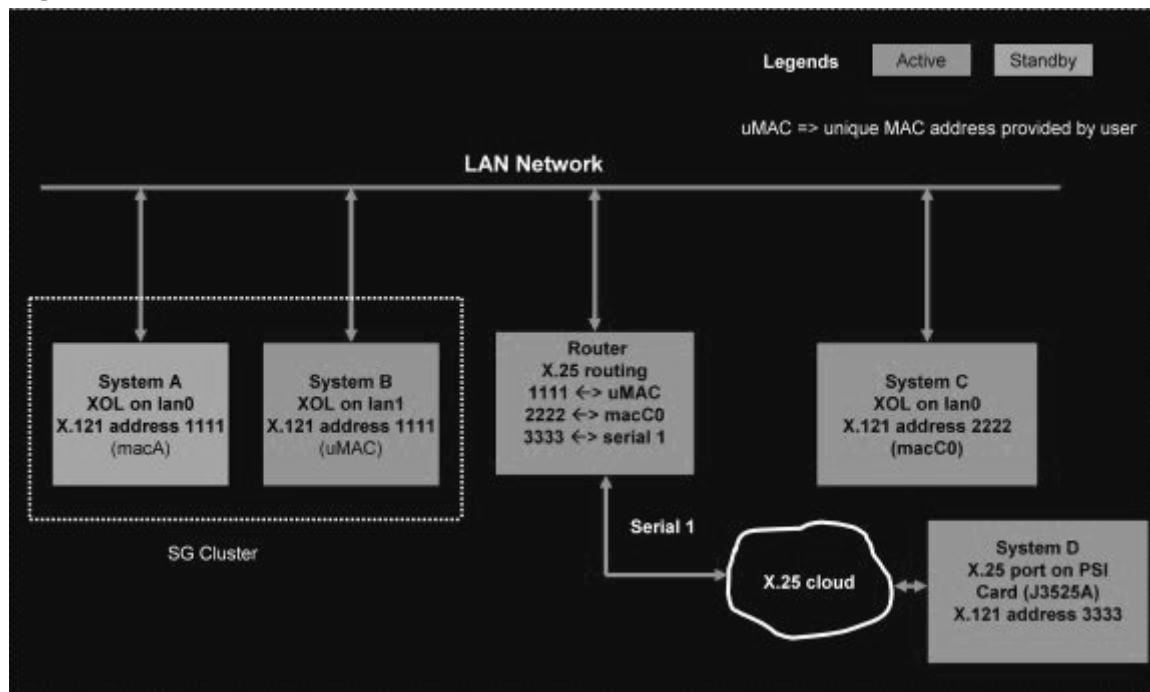 Legends
Active
Standby
uMAC => unique MAC address provided by user
LAN Network
System A
XOL on lan0
X.121 address 1111
(macA)
System B
XOL on lan1
X.121 address 1111
(uMAC)
Router
X.25 routing
1111 <-> uMAC
2222 <-> macC0
3333 <-> serial 1
System C
XOL on lan0
X.121 address 2222
(macC0)
SG Cluster
Serial 1
X.25 cloud
System D
X.25 port on PSI
Card (J3525A)
X.121 address 3333